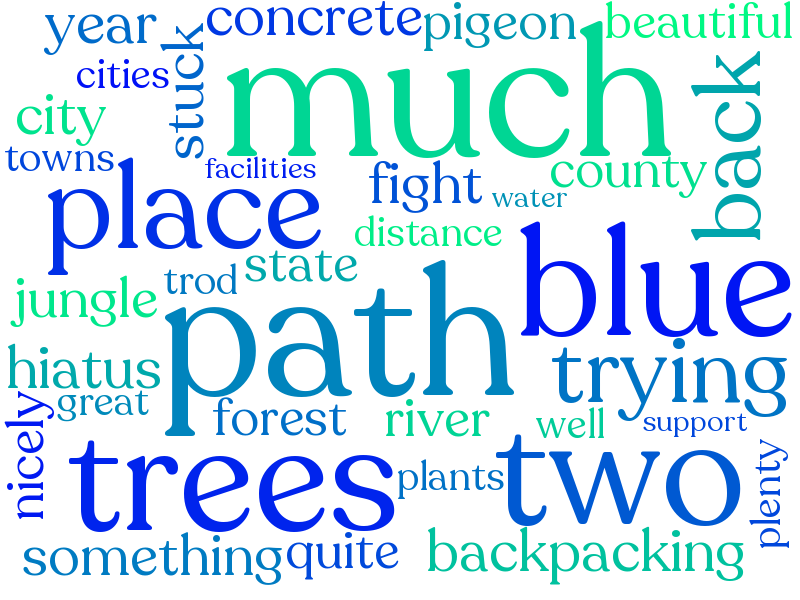 year
concrete
pigeon
beautiful
cities
stuck
much
back
city
towns
facilities
fight
county
water
place
distance
blue
state
trod
jungle
path
trying
hiatus
great
nicely
forest
river
well
support
trees
plants
two
plenty
something
quite
backpacking